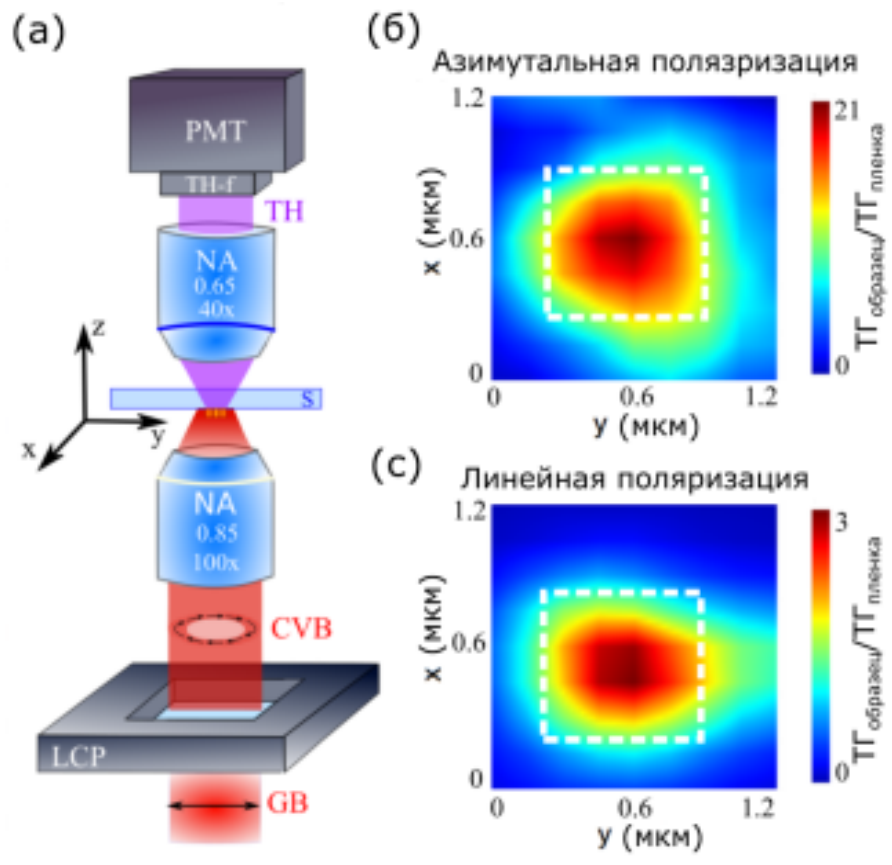 (а)
PMT
TH-f
TH
NA
0.65
40x
z
S
y
x
NA
0.85
100x
CVB
LCP
GB
(б)
Азимутальная полязризация
1.2
x (мкм)
0.6
0
0
0.6
1.2
y (мкм)
21
ТГобразец/ТГпленка
0
(с)
Линейная поляризация
1.2
x (мкм)
0.6
0
0
0.6
1.2
y (мкм)
3
ТГобразец/ТГпленка
0